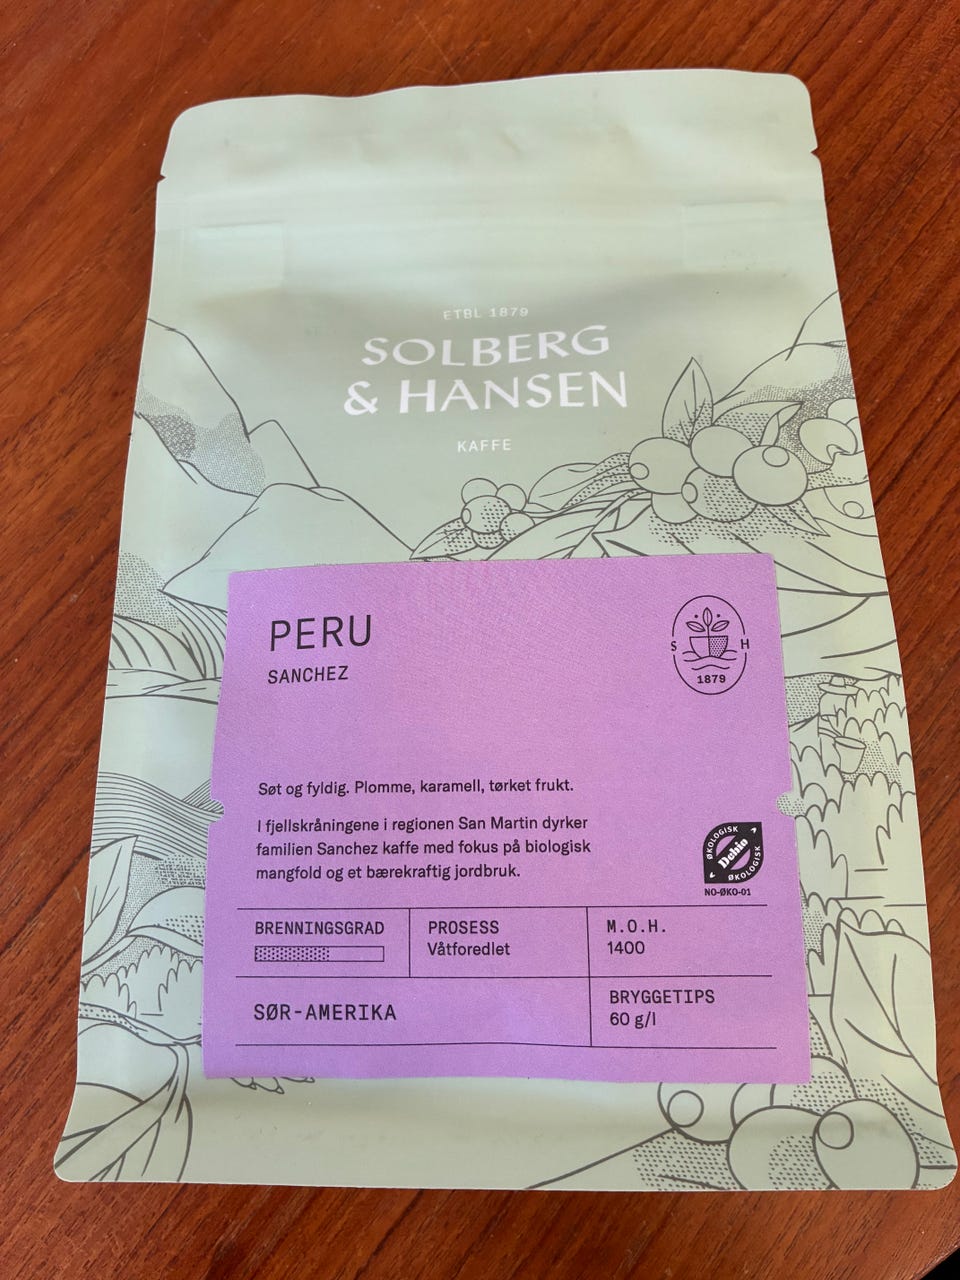 ETBL 1879
SOLBERG
& HANSEN
KAFFE
PERU
SANCHEZ
S H
1879
Søt og fyldig. Plomme, karamell, tørket frukt.
I fjellskråningene i regionen San Martin dyrker
familien Sanchez kaffe med fokus på biologisk
mangfold og et bærekraftig jordbruk.
ØKOLOGISK
Debio
ØKOLOGISK
NO-ØKO-01
BRENNINGSGRAD
PROSESS
Våtforedlet
M.O.H.
1400
SØR-AMERIKA
BRYGGETIPS
60 g/l